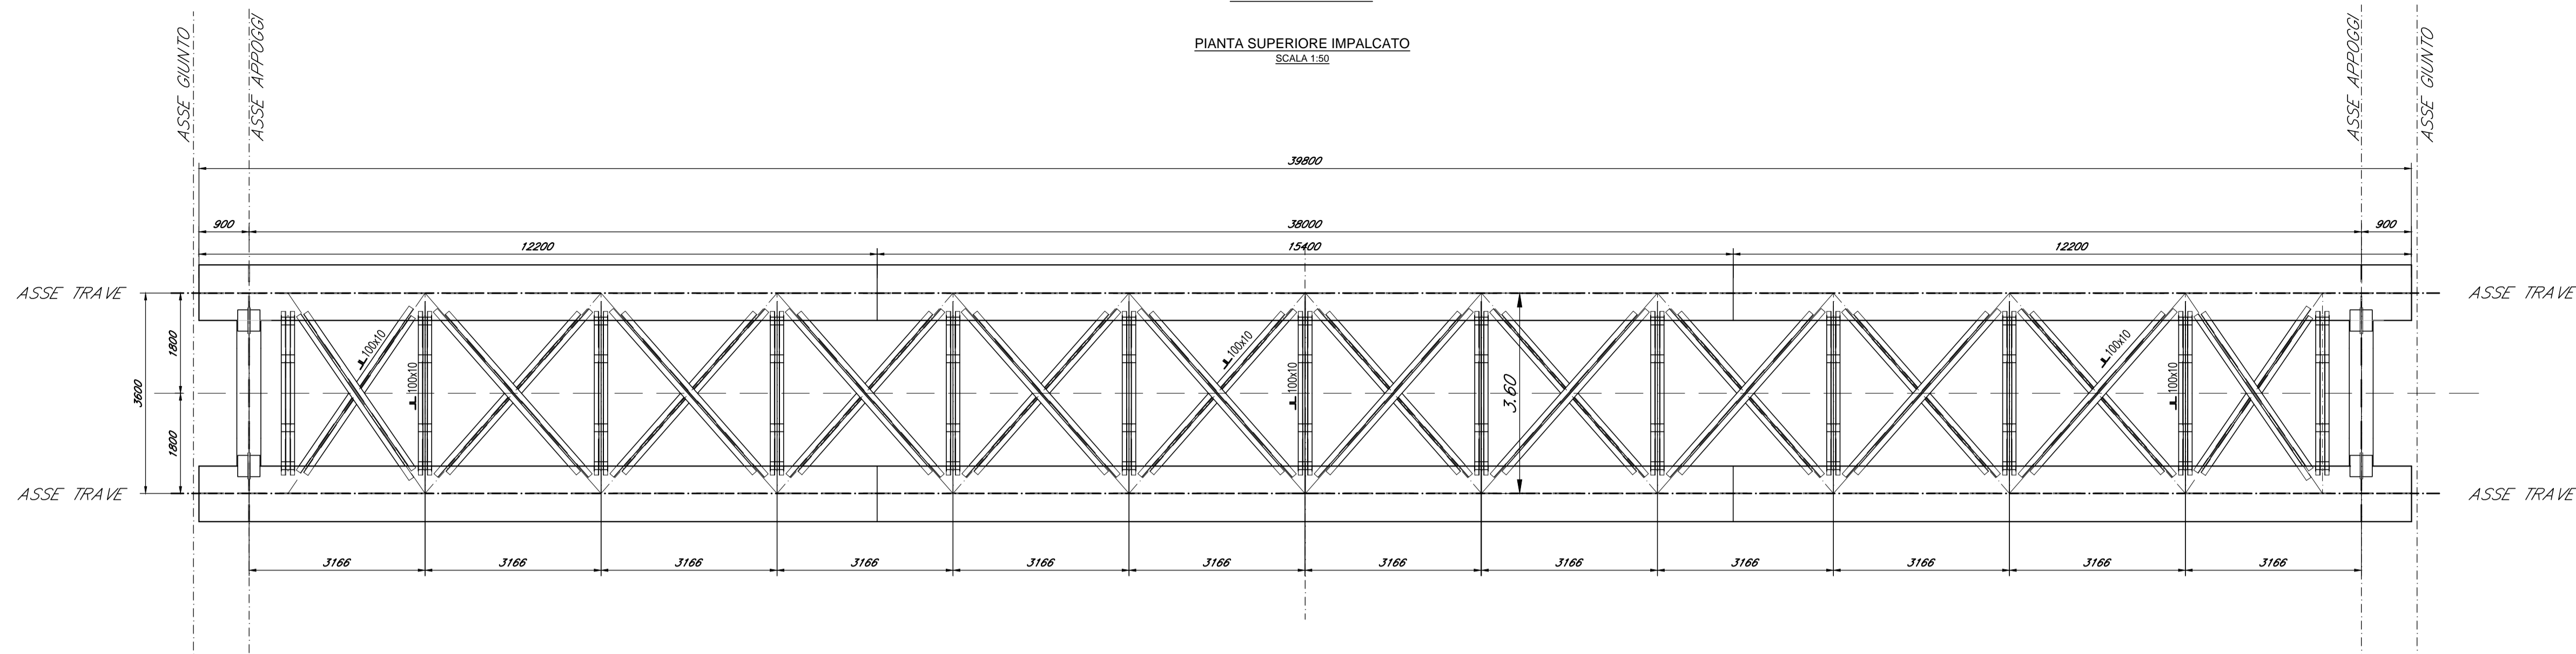 PIANTA SUPERIORE IMPALCATO
SCALA 1:50
ASSE GIUNTO
ASSE APPOGGI
ASSE APPOGGI
ASSE GIUNTO
39800
900
38000
900
12200
15400
12200
ASSE TRAVE
ASSE TRAVE
1800
3600
1800
100x10
100x10
100x10
100x10
3.60
100x10
100x10
ASSE TRAVE
ASSE TRAVE
3166
3166
3166
3166
3166
3166
3166
3166
3166
3166
3166
3166